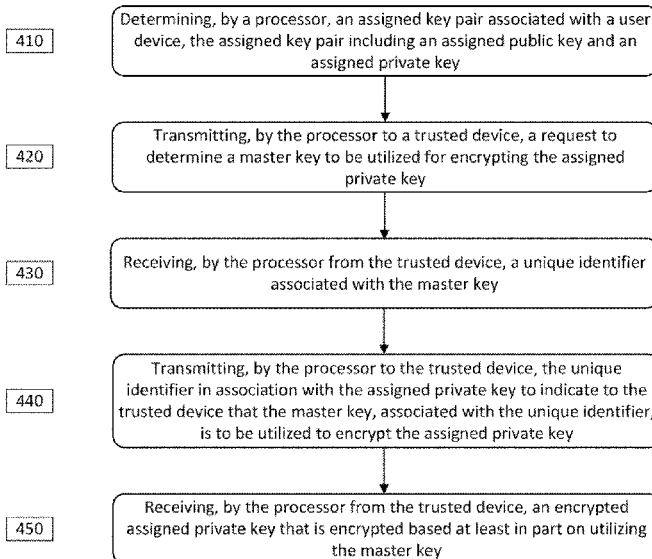 410
Determining, by a processor, an assigned key pair associated with a user
device, the assigned key pair including an assigned public key and an
assigned private key
420
Transmitting, by the processor to a trusted device, a request to
determine a master key to be utilized for encrypting the assigned
private key
430
Receiving, by the processor from the trusted device, a unique identifier
associated with the master key
440
Transmitting, by the processor to the trusted device, the unique
identifier in association with the assigned private key to indicate to the
trusted device that the master key, associated with the unique identifier,
is to be utilized to encrypt the assigned private key
450
Receiving, by the processor from the trusted device, an encrypted
assigned private key that is encrypted based at least in part on utilizing
the master key